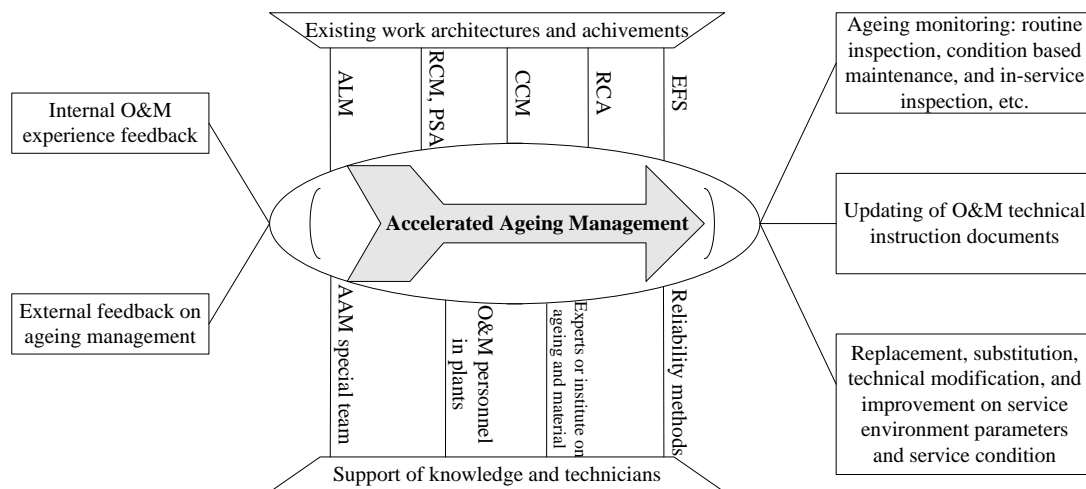 Existing work architectures and achivements
ALM
RCM, PSA
CCM
RCA
EFS
Internal O&M
experience feedback
External feedback on
ageing management
Accelerated Ageing Management
Ageing monitoring: routine
inspection, condition based
maintenance, and in-service
inspection, etc.
Updating of O&M technical
instruction documents
Replacement, substitution,
technical modification, and
improvement on service
environment parameters
and service condition
AAM special team
O&M personnel
in plants
Experts or institute on
ageing and material
Reliability methods
Support of knowledge and technicians